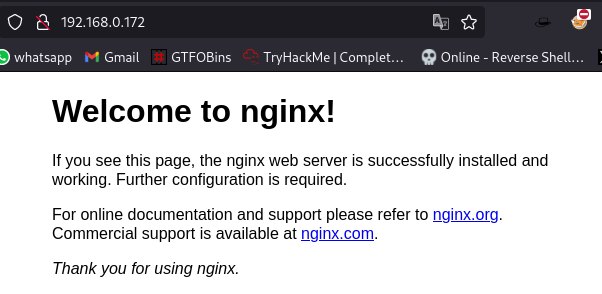 192.168.0.172
whatsapp Gmail GTFOBins TryHackMe | Complet... Online - Reverse Shell...
Welcome to nginx!
If you see this page, the nginx web server is successfully installed and
working. Further configuration is required.
For online documentation and support please refer to nginx.org.
Commercial support is available at nginx.com.
Thank you for using nginx.